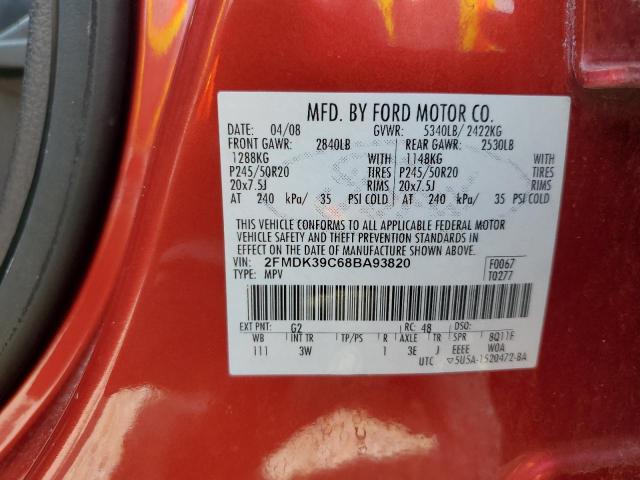 MFD. BY FORD MOTOR CO.
DATE: 04/08 GVWR: 5340LB/ 2422KG
FRONT GAWR: 2840LB REAR GAWR: 2530LB
1288KG WITH 1148KG WITH
P245/50R20 TIRES P245/50R20 TIRES
20x7.5J RIMS 20x7.5J RIMS
AT 240 kPa/ 35 PSI COLD AT 240 kPa/ 35 PSI COLD
THIS VEHICLE CONFORMS TO ALL APPLICABLE FEDERAL MOTOR
VEHICLE SAFETY AND THEFT PREVENTION STANDARDS IN
EFFECT ON THE DATE OF MANUFACTURE SHOWN ABOVE.
VIN: 2FMDK39C68BA93820 F0067
TYPE: MPV T0277
EXT PNT: G2 RC: 48 DSO:
WB INT TR TP/PS R AXLE TR SPR 8Q11F
111 3W 1 3E J EEEE W0A
UTC ▽5U5A-1520472-BA